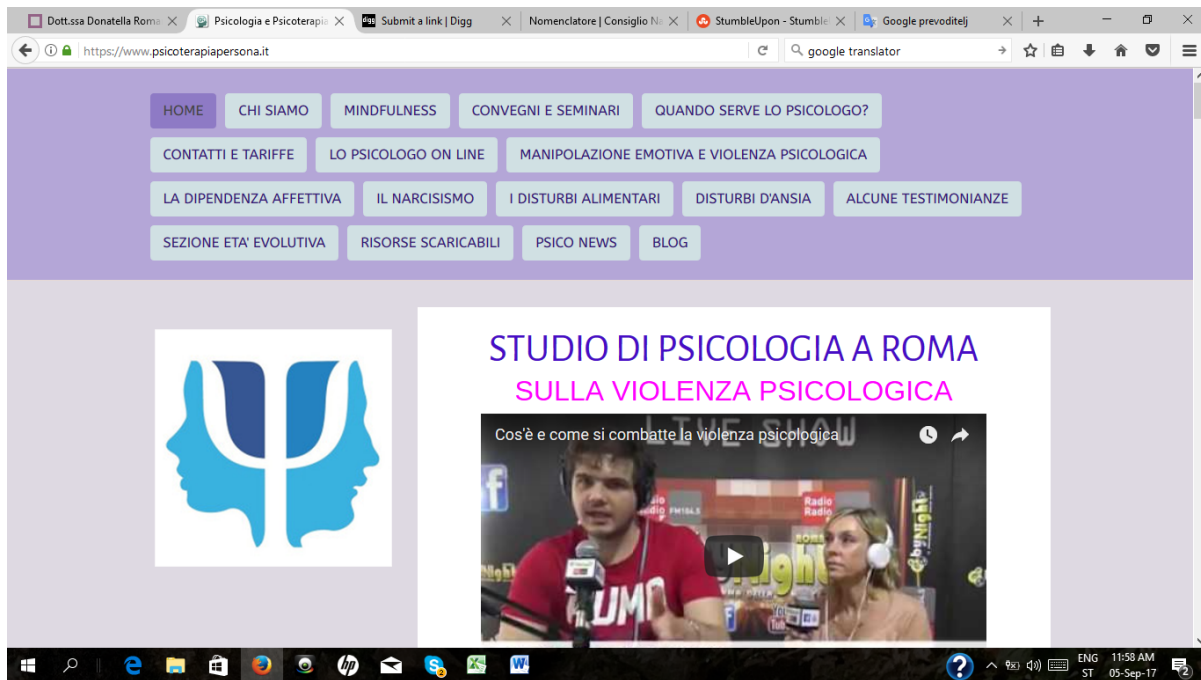 Dott.ssa Donatella Roma
Psicologia e Psicoterapia
Submit a link | Digg
Nomenclatore | Consiglio Na
StumbleUpon - Stumble
Google prevoditelj
https://www.psicoterapiapersona.it
google translator
HOME CHI SIAMO MINDFULNESS CONVEGNI E SEMINARI QUANDO SERVE LO PSICOLOGO?
CONTATTI E TARIFFE LO PSICOLOGO ON LINE MANIPOLAZIONE EMOTIVA E VIOLENZA PSICOLOGICA
LA DIPENDENZA AFFETTIVA IL NARCISISMO I DISTURBI ALIMENTARI DISTURBI D'ANSIA ALCUNE TESTIMONIANZE
SEZIONE ETA' EVOLUTIVA RISORSE SCARICABILI PSICO NEWS BLOG
STUDIO DI PSICOLOGIA A ROMA
SULLA VIOLENZA PSICOLOGICA
Cos'è e come si combatte la violenza psicologica
LIVE SHOW
Radio
Radio
ENG 11:58 AM
ST 05-Sep-17